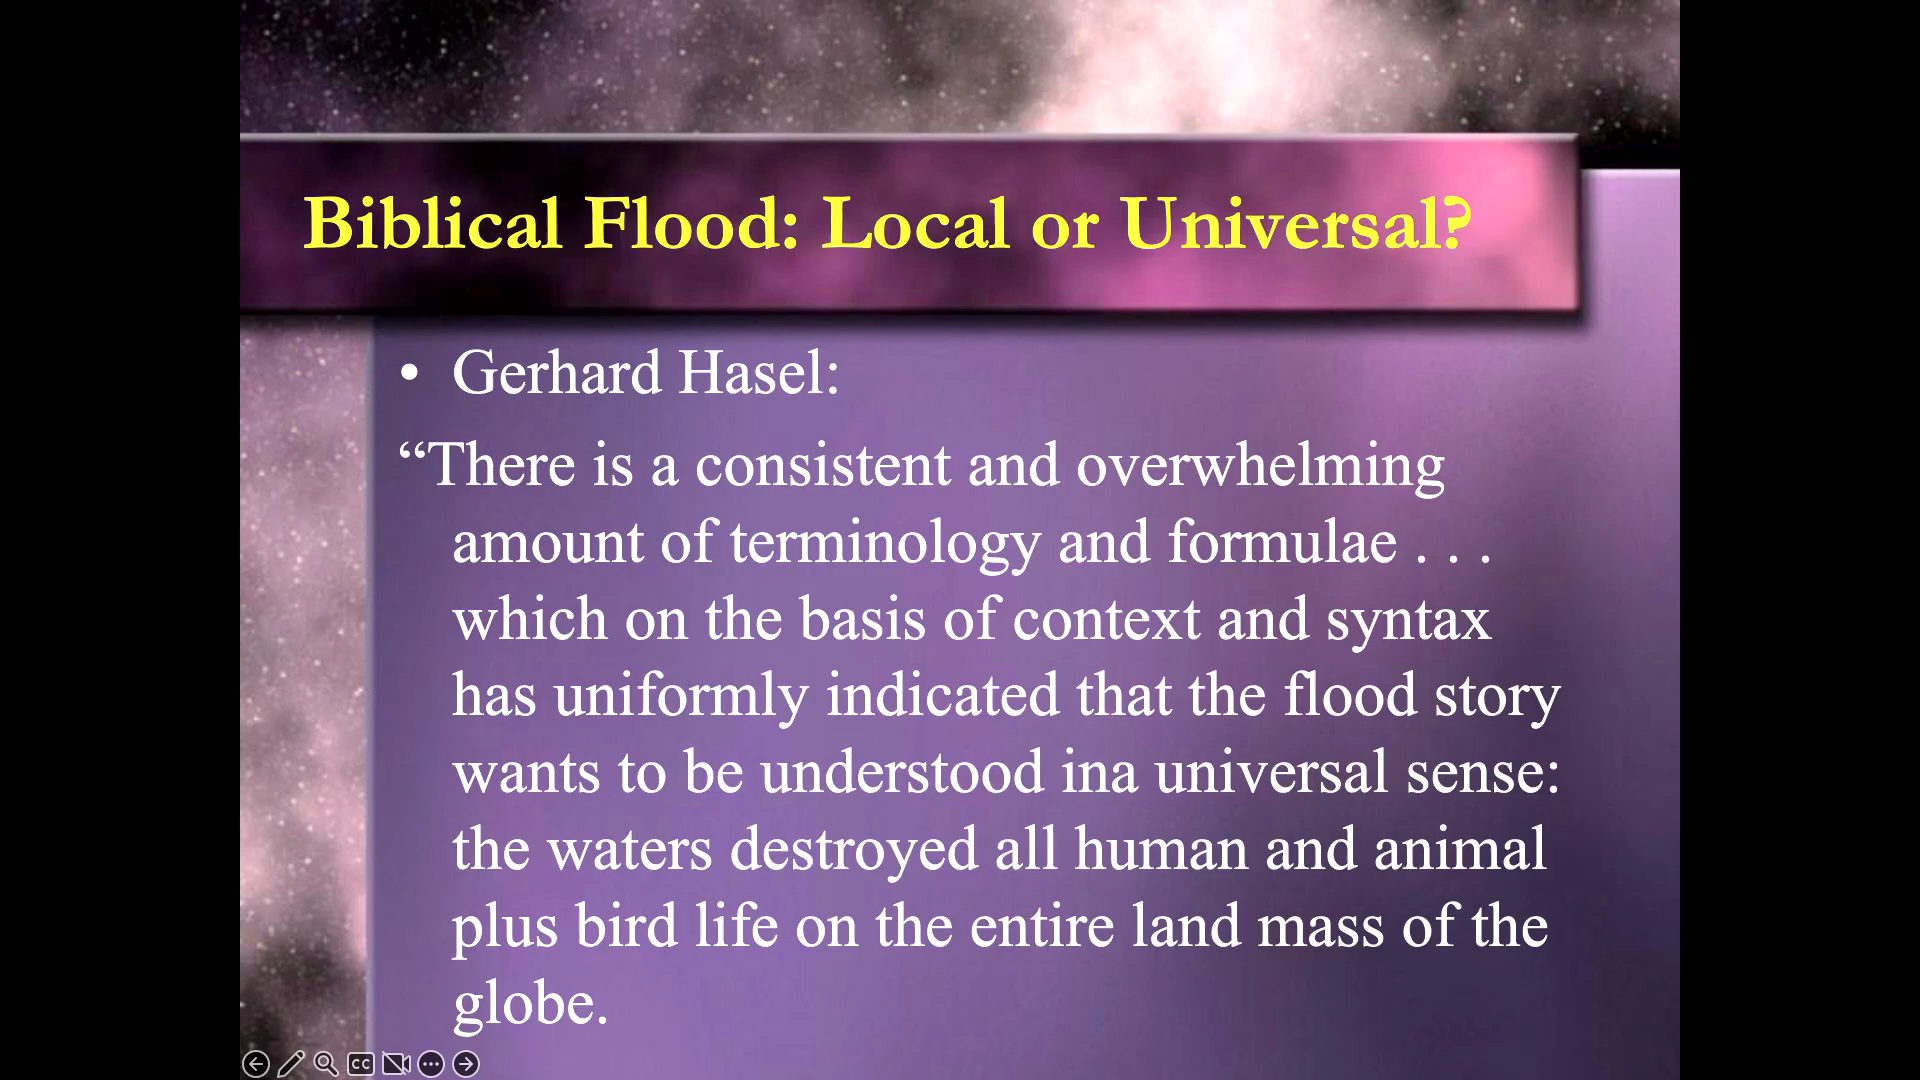 Biblical Flood: Local or Universal?
• Gerhard Hasel:
“There is a consistent and overwhelming
amount of terminology and formulae . . .
which on the basis of context and syntax
has uniformly indicated that the flood story
wants to be understood ina universal sense:
the waters destroyed all human and animal
plus bird life on the entire land mass of the
globe.
CC